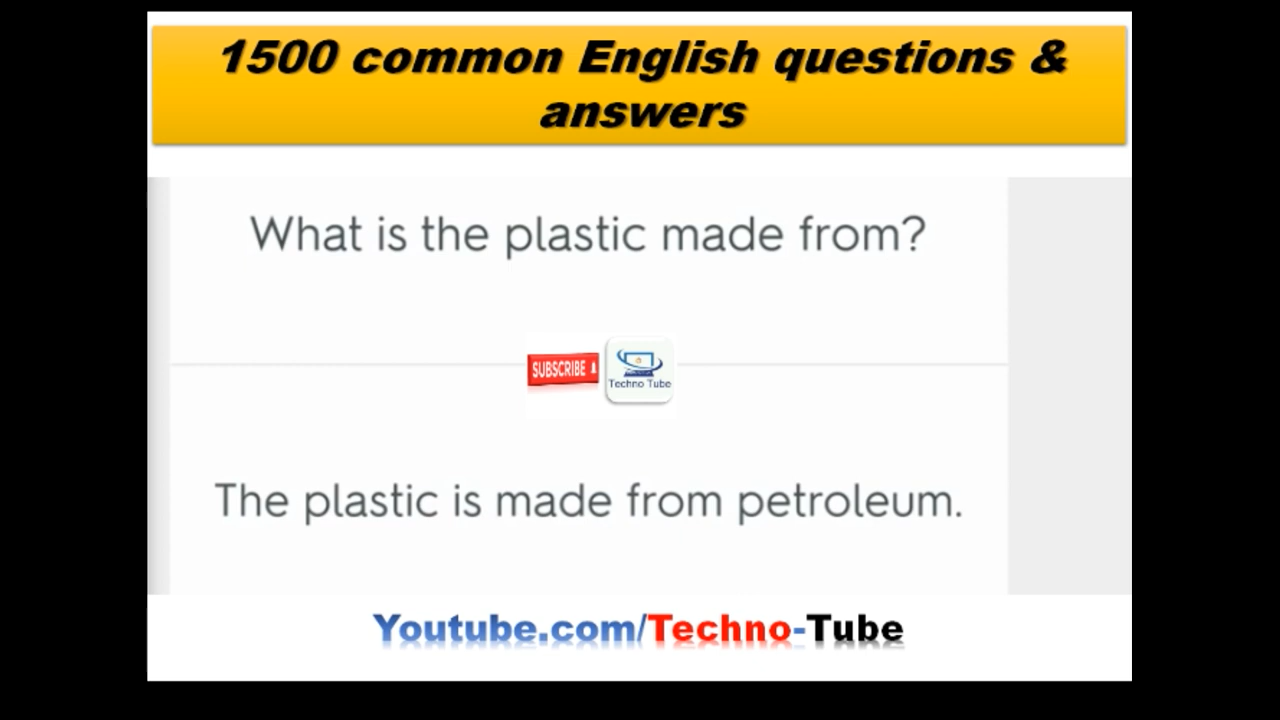 1500 common English questions &
answers
What is the plastic made from?
SUBSCRIBE
Techno Tube
The plastic is made from petroleum.
Youtube.com/Techno-Tube